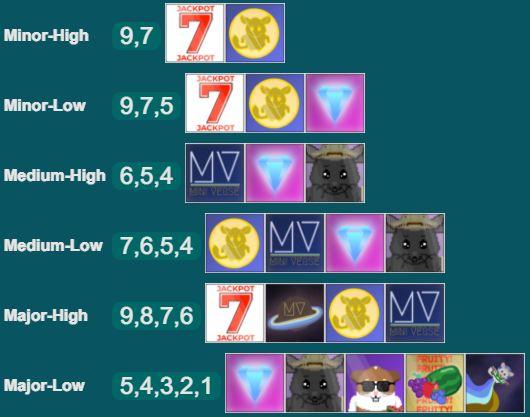 Minor-High 9,7 JACKPOT 7 JACKPOT
Minor-Low 9,7,5 JACKPOT 7 JACKPOT
Medium-High 6,5,4 MV MINI VERSE
Medium-Low 7,6,5,4 MV MINI VERSE
Major-High 9,8,7,6 JACKPOT 7 JACKPOT MV MV MINI VERSE
Major-Low 5,4,3,2,1 FRUITY! FRUITY!